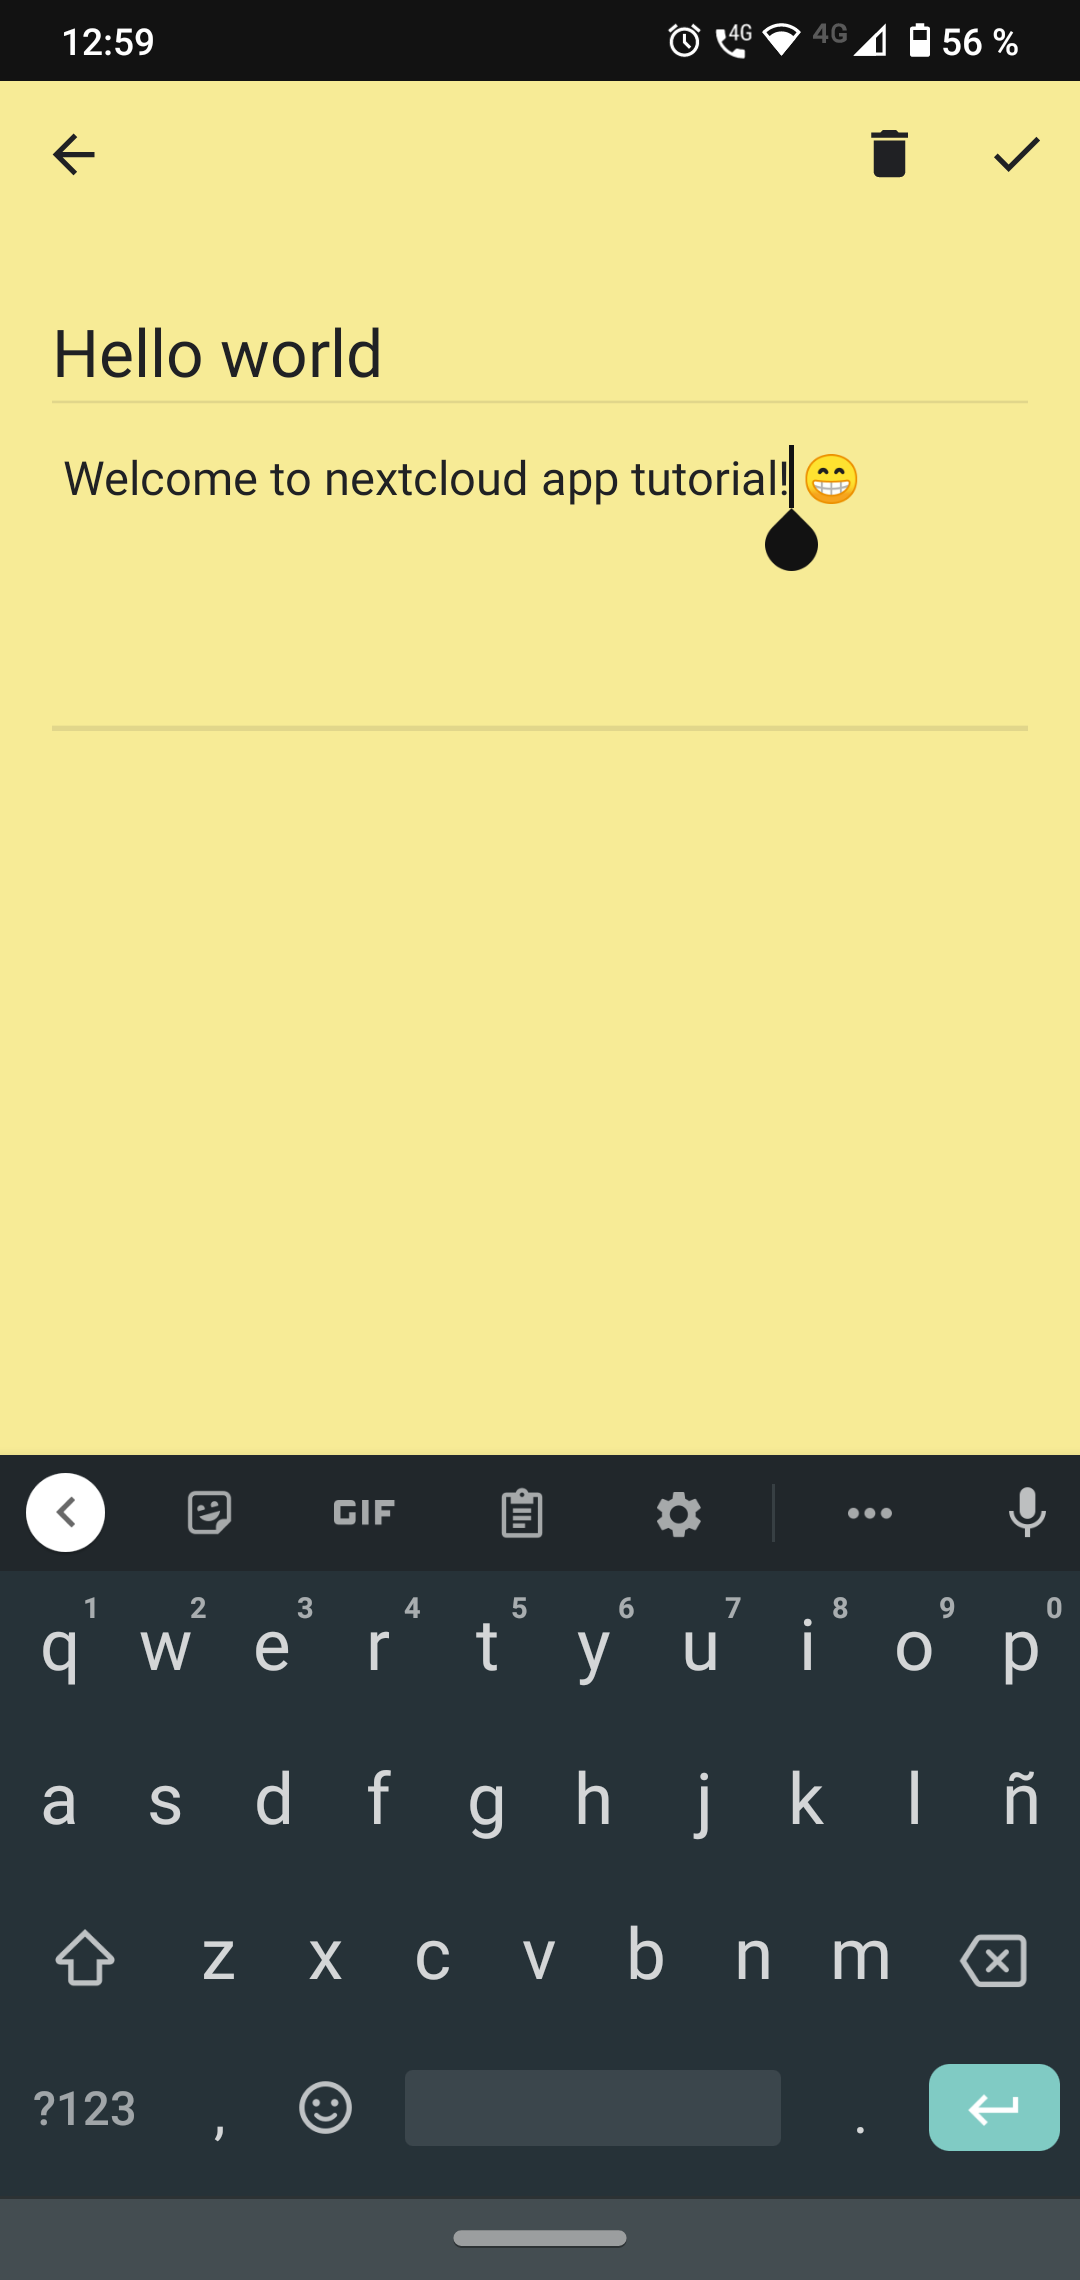 12:59 4G 4G 56 %
Hello world
Welcome to nextcloud app tutorial! 😁
GIF
1 2 3 4 5 6 7 8 9 0
q w e r t y u i o p
a s d f g h j k l ñ
z x c v b n m
?123 , .